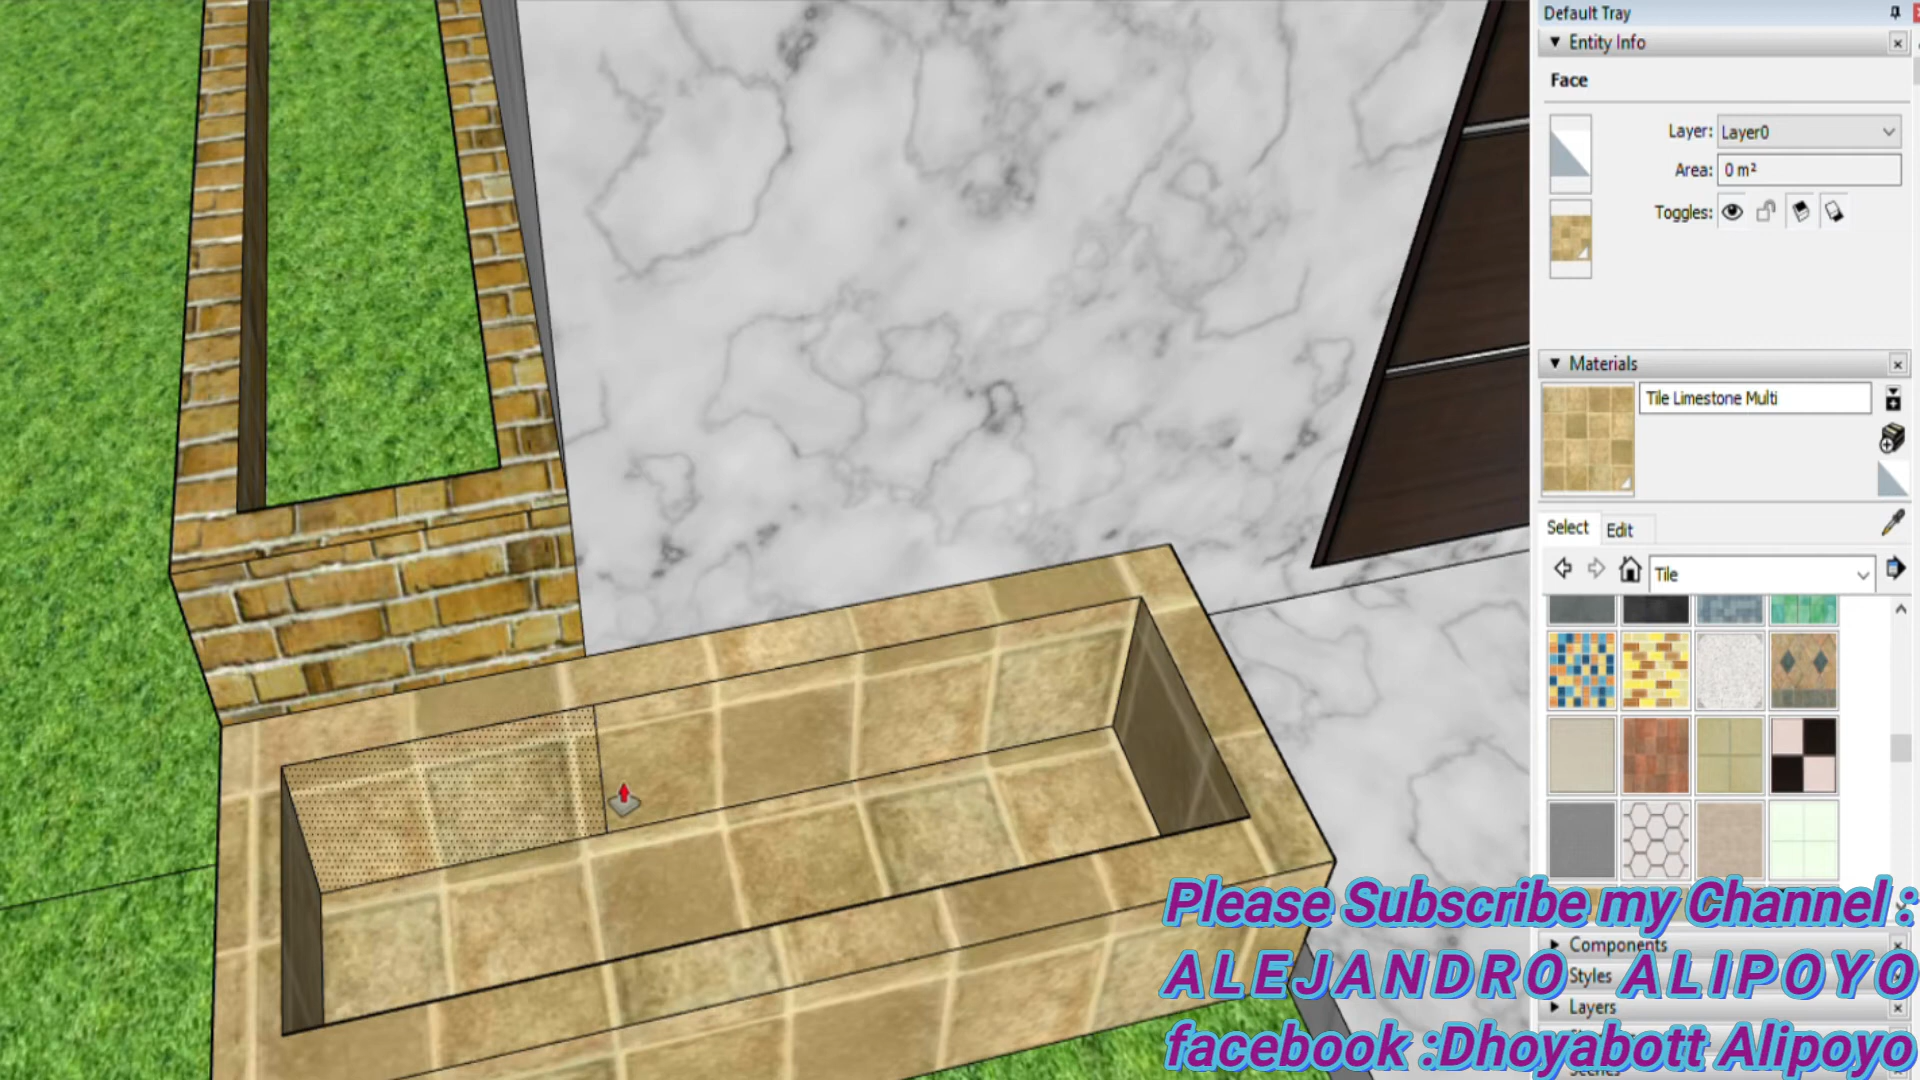 Default Tray
Entity Info
Face
Layer: Layer0
Area: 0 m²
Toggles:
Materials
Tile Limestone Multi
Select Edit
Tile
Please Subscribe my Channel :
Components
ALEJANDRO ALIPOYO
Styles
Layers
facebook :Dhoyabott Alipoyo
Scenes